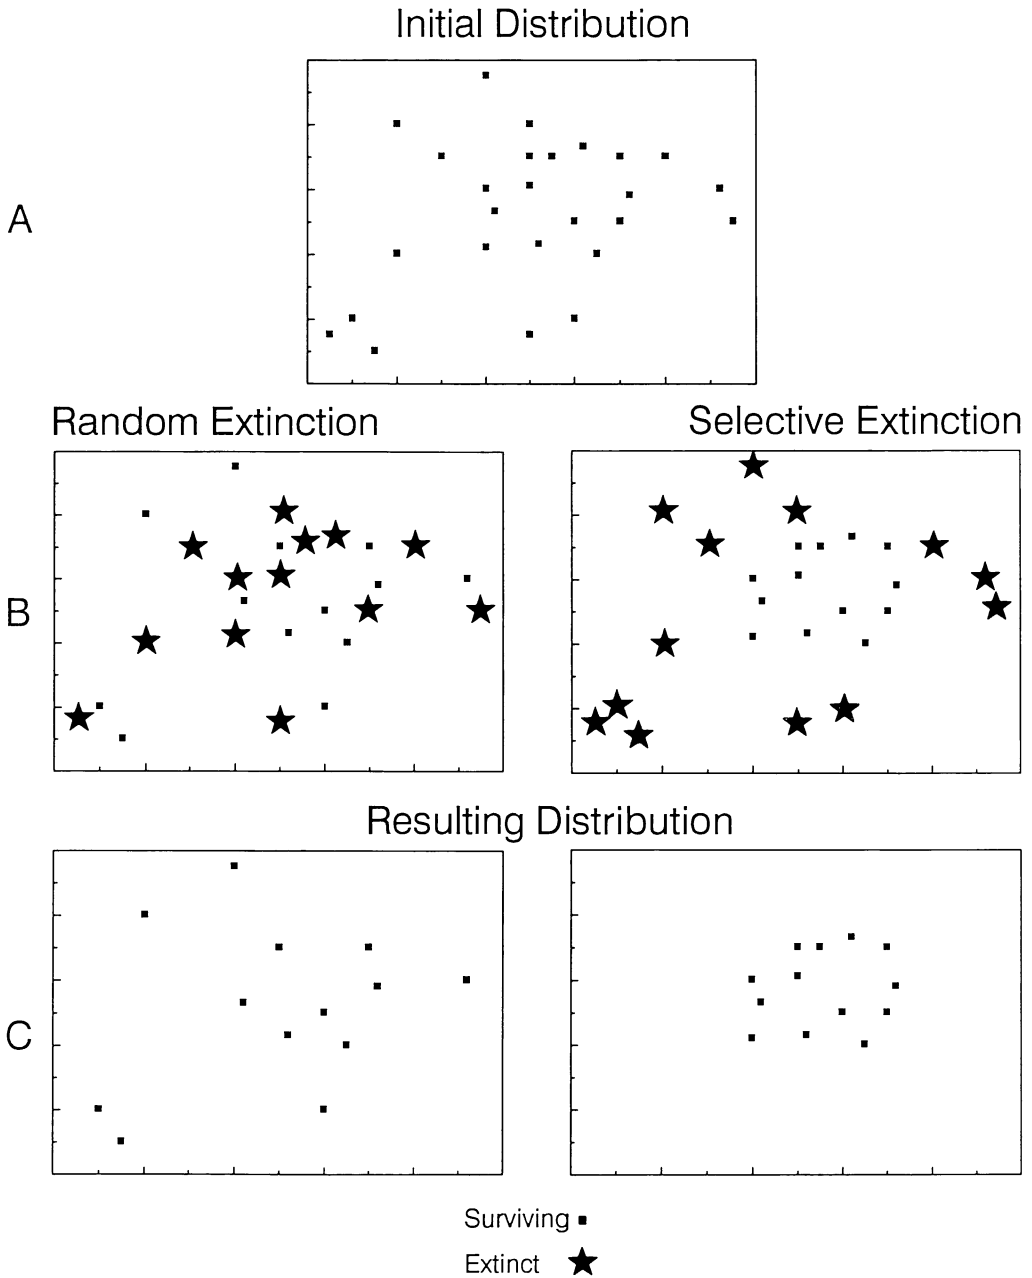 Initial Distribution
A
Random Extinction
Selective Extinction
B
Resulting Distribution
C
Surviving
Extinct